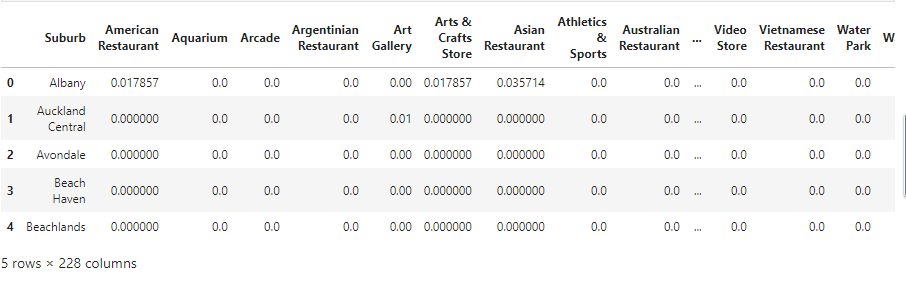 Suburb American Restaurant Aquarium Arcade Argentinian Restaurant Art Gallery Arts & Crafts Store Asian Restaurant Athletics & Sports Australian Restaurant ... Video Store Vietnamese Restaurant Water Park W
0 Albany 0.017857 0.0 0.0 0.0 0.00 0.017857 0.035714 0.0 0.0 ... 0.0 0.0 0.0
1 Auckland Central 0.000000 0.0 0.0 0.0 0.01 0.000000 0.000000 0.0 0.0 ... 0.0 0.0 0.0
2 Avondale 0.000000 0.0 0.0 0.0 0.00 0.000000 0.000000 0.0 0.0 ... 0.0 0.0 0.0
3 Beach Haven 0.000000 0.0 0.0 0.0 0.00 0.000000 0.000000 0.0 0.0 ... 0.0 0.0 0.0
4 Beachlands 0.000000 0.0 0.0 0.0 0.00 0.000000 0.000000 0.0 0.0 ... 0.0 0.0 0.0
5 rows × 228 columns